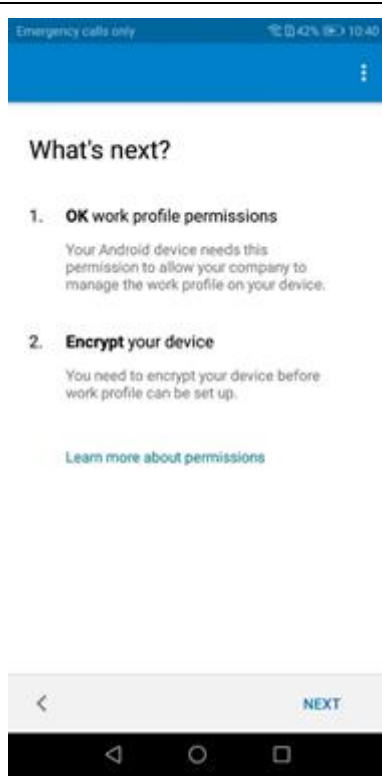 Emergency calls only 42% 10:40
What's next?
1. OK work profile permissions
Your Android device needs this
permission to allow your company to
manage the work profile on your device.
2. Encrypt your device
You need to encrypt your device before
work profile can be set up.
Learn more about permissions
NEXT